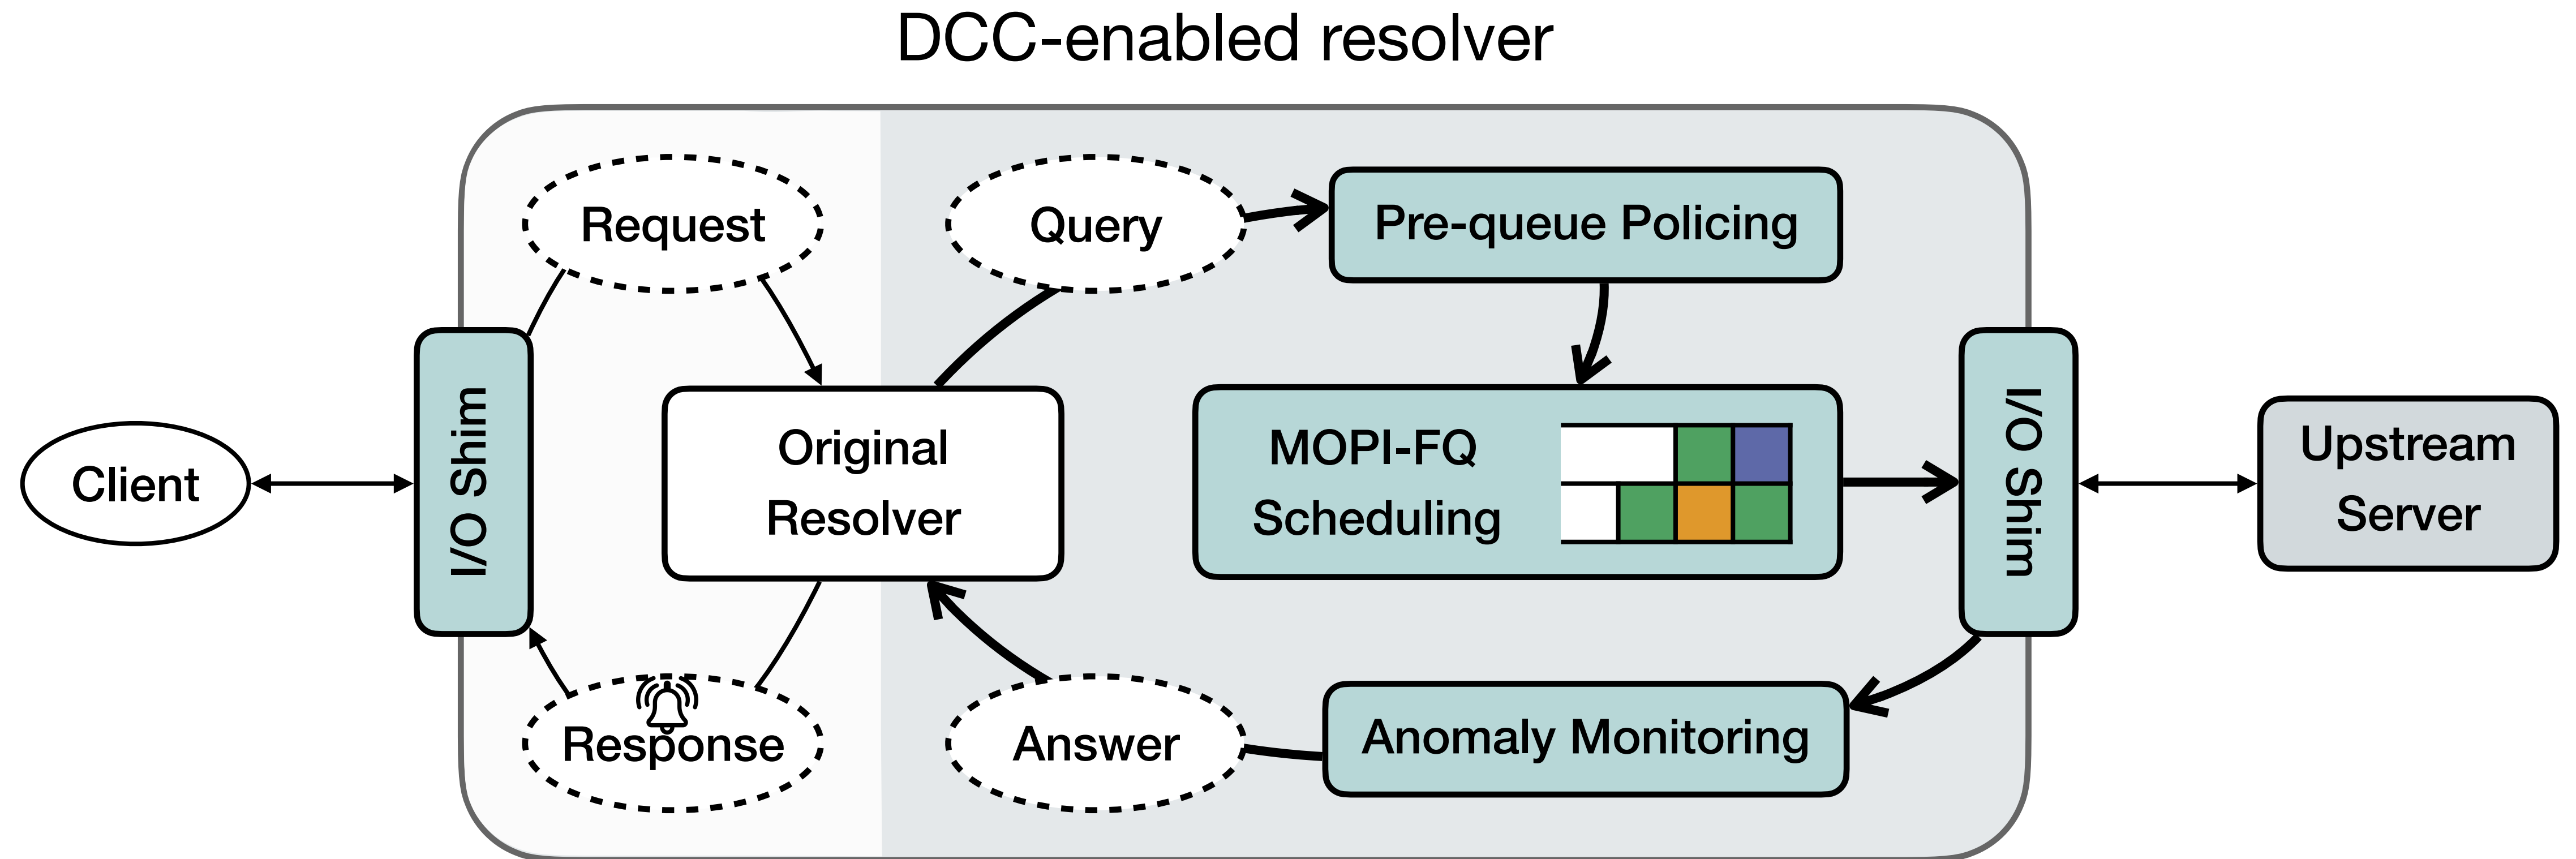 DCC-enabled resolver
Request
Query
Pre-queue Policing
Client
I/O Shim
Original
Resolver
MOPI-FQ
Scheduling
I/O Shim
Upstream
Server
Response
Answer
Anomaly Monitoring